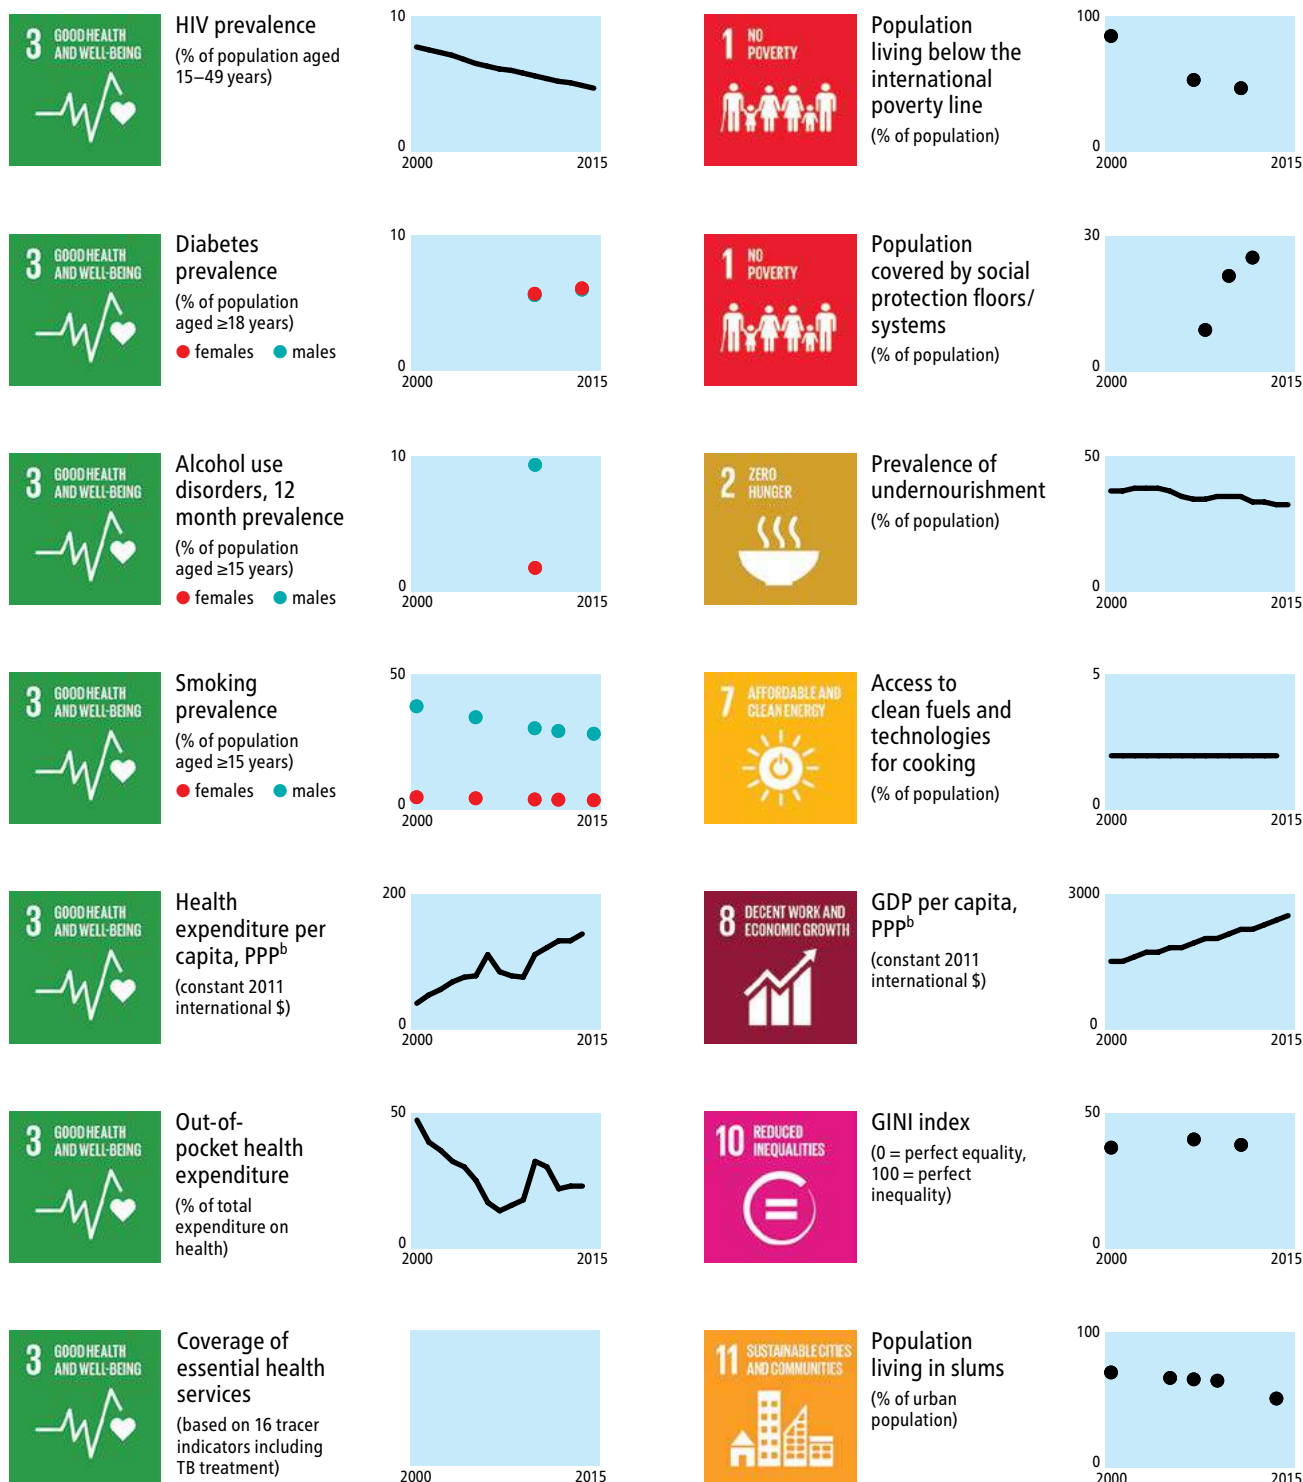 3 GOOD HEALTH
AND WELL-BEING
HIV prevalence
(% of population aged
15–49 years)
10
0
2000 2015
1 NO
POVERTY
Population
living below the
international
poverty line
(% of population)
100
0
2000 2015
3 GOOD HEALTH
AND WELL-BEING
Diabetes
prevalence
(% of population
aged ≥18 years)
females males
10
0
2000 2015
1 NO
POVERTY
Population
covered by social
protection floors/
systems
(% of population)
30
0
2000 2015
3 GOOD HEALTH
AND WELL-BEING
Alcohol use
disorders, 12
month prevalence
(% of population
aged ≥15 years)
females males
10
0
2000 2015
2 ZERO
HUNGER
Prevalence of
undernourishment
(% of population)
50
0
2000 2015
3 GOOD HEALTH
AND WELL-BEING
Smoking
prevalence
(% of population
aged ≥15 years)
females males
50
0
2000 2015
7 AFFORDABLE AND
CLEAN ENERGY
Access to
clean fuels and
technologies
for cooking
(% of population)
5
0
2000 2015
3 GOOD HEALTH
AND WELL-BEING
Health
expenditure per
capita, PPPᵇ
(constant 2011
international $)
200
0
2000 2015
8 DECENT WORK AND
ECONOMIC GROWTH
GDP per capita,
PPPᵇ
(constant 2011
international $)
3000
0
2000 2015
3 GOOD HEALTH
AND WELL-BEING
Out-of-
pocket health
expenditure
(% of total
expenditure on
health)
50
0
2000 2015
10 REDUCED
INEQUALITIES
GINI index
(0 = perfect equality,
100 = perfect
inequality)
50
0
2000 2015
3 GOOD HEALTH
AND WELL-BEING
Coverage of
essential health
services
(based on 16 tracer
indicators including
TB treatment)
2000 2015
11 SUSTAINABLE CITIES
AND COMMUNITIES
Population
living in slums
(% of urban
population)
100
0
2000 2015